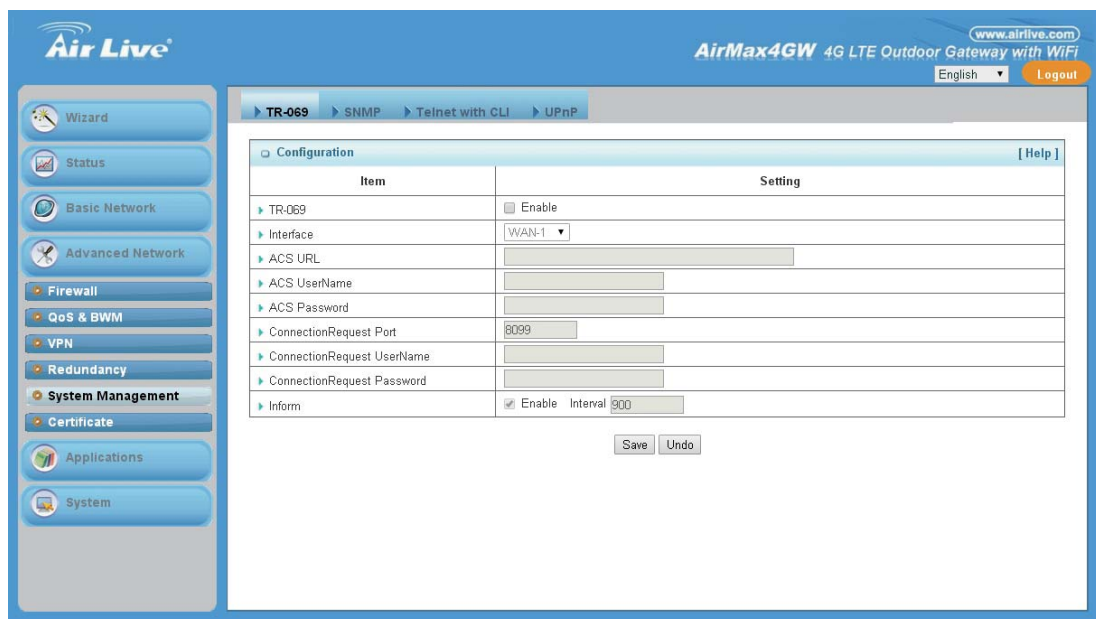 Air Live®
www.airlive.com
AirMax4GW 4G LTE Outdoor Gateway with WiFi
English
Logout
Wizard
Status
Basic Network
Advanced Network
Firewall
QoS & BWM
VPN
Redundancy
System Management
Certificate
Applications
System
TR-069 SNMP Telnet with CLI UPnP
Configuration [ Help ]
Item Setting
TR-069 Enable
Interface WAN-1
ACS URL
ACS UserName
ACS Password
ConnectionRequest Port 8099
ConnectionRequest UserName
ConnectionRequest Password
Inform Enable Interval 900
Save Undo